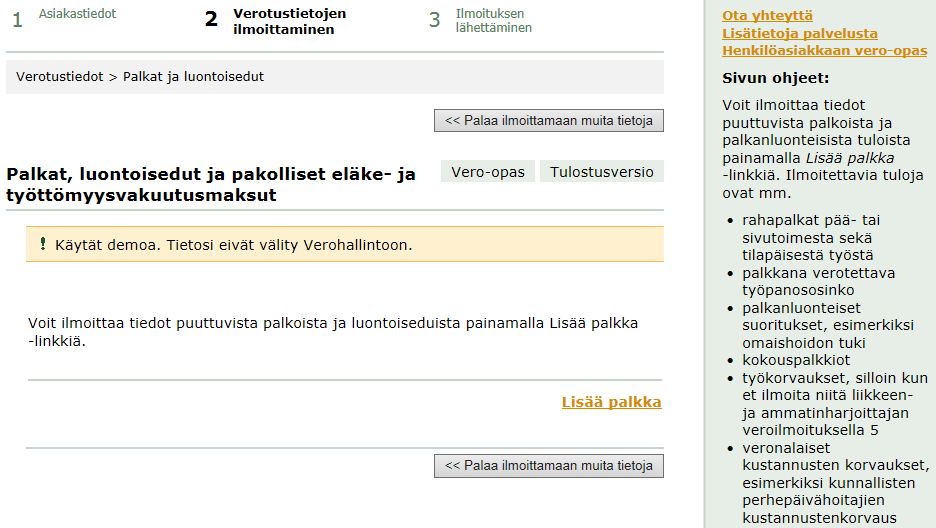 1 Asiakastiedot
2 Verotustietojen
ilmoittaminen
3 Ilmoituksen
lähettäminen
Verotustiedot > Palkat ja luontoisedut
<< Palaa ilmoittamaan muita tietoja
Palkat, luontoisedut ja pakolliset eläke- ja
työttömyysvakuutusmaksut
Vero-opas
Tulostusversio
! Käytät demoa. Tietosi eivät välity Verohallintoon.
Voit ilmoittaa tiedot puuttuvista palkoista ja luontoiseduista painamalla Lisää palkka
-linkkiä.
Lisää palkka
<< Palaa ilmoittamaan muita tietoja
Ota yhteyttä
Lisätietoja palvelusta
Henkilöasiakkaan vero-opas
Sivun ohjeet:
Voit ilmoittaa tiedot
puuttuvista palkoista ja
palkanluonteisista tuloista
painamalla Lisää palkka
-linkkiä. Ilmoitettavia tuloja
ovat mm.
• rahapalkat pää- tai
sivutoimesta sekä
tilapäisestä työstä
• palkkana verotettava
työpanososinko
• palkanluonteiset
suoritukset, esimerkiksi
omaishoidon tuki
• kokouspalkkiot
• työkorvaukset, silloin kun
et ilmoita niitä liikkeen-
ja ammatinharjoittajan
veroilmoituksella 5
• veronalaiset
kustannusten korvaukset,
esimerkiksi kunnallisten
perhepäivähoitajien
kustannustenkorvaus